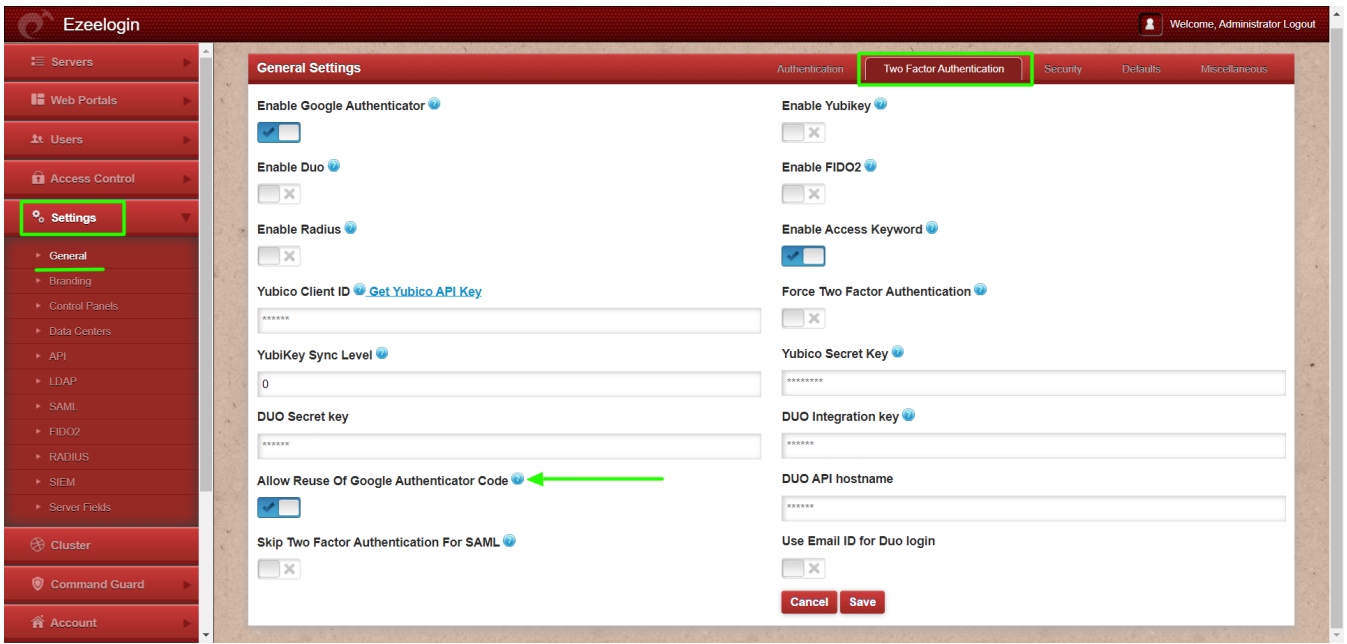 Ezeelogin
Welcome, Administrator Logout
Servers
Web Portals
Users
Access Control
Settings
General
Branding
Control Panels
Data Centers
API
LDAP
SAML
FIDO2
RADIUS
SIEM
Server Fields
Cluster
Command Guard
Account
General Settings
Authentication
Two Factor Authentication
Security
Defaults
Miscellaneous
Enable Google Authenticator
Enable Yubikey
Enable Duo
Enable FIDO2
Enable Radius
Enable Access Keyword
Yubico Client ID Get Yubico API Key
******
Force Two Factor Authentication
YubiKey Sync Level
0
Yubico Secret Key
********
DUO Secret key
******
DUO Integration key
******
Allow Reuse Of Google Authenticator Code
DUO API hostname
******
Skip Two Factor Authentication For SAML
Use Email ID for Duo login
Cancel
Save